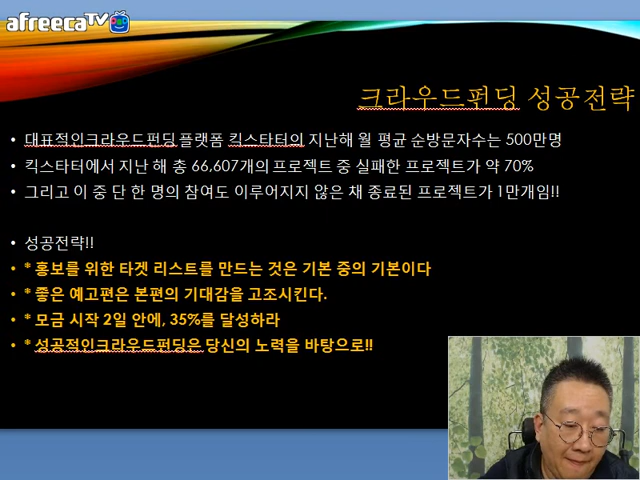 afreecaTV
크라우드펀딩 성공전략
• 대표적인크라우드펀딩 플랫폼 킥스타터의 지난해 월 평균 순방문자수는 500만명
• 킥스타터에서 지난 해 총 66,607개의 프로젝트 중 실패한 프로젝트가 약 70%
• 그리고 이 중 단 한 명의 참여도 이루어지지 않은 채 종료된 프로젝트가 1만개임!!
• 성공전략!!
• * 홍보를 위한 타겟 리스트를 만드는 것은 기본 중의 기본이다
• * 좋은 예고편은 본편의 기대감을 고조시킨다.
• * 모금 시작 2일 안에, 35%를 달성하라
• * 성공적인크라우드펀딩은 당신의 노력을 바탕으로!!